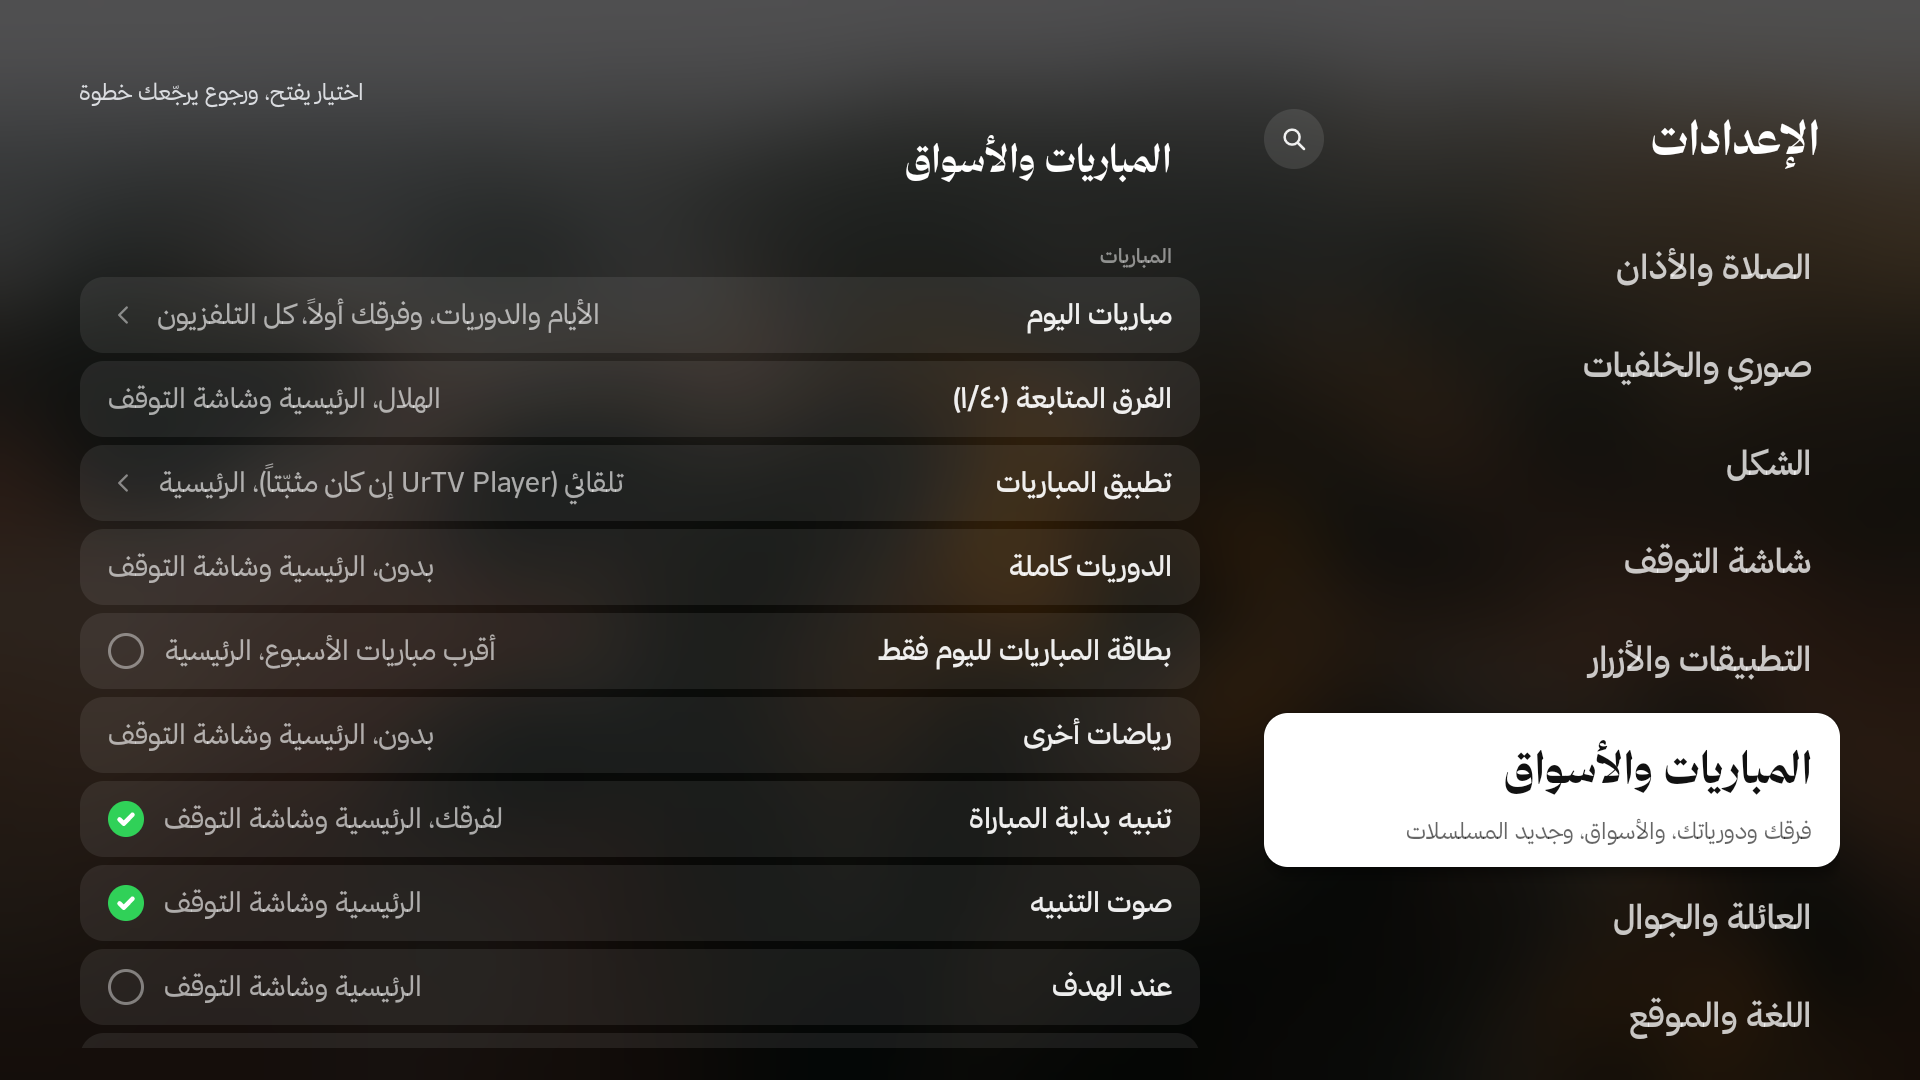 الإعدادات
الصلاة والأذان
صوري والخلفيات
الشكل
شاشة التوقف
التطبيقات والأزرار
المباريات والأسواق
فرقك ودورياتك، والأسواق، وجديد المسلسلات
العائلة والجوال
اللغة والموقع
اختيار يفتح، ورجوع يرجّعك خطوة
المباريات والأسواق
المباريات
مباريات اليوم الأيام والدوريات، وفرقك أولاً، كل التلفزيون
الفرق المتابعة (١/٤٠) الهلال، الرئيسية وشاشة التوقف
تطبيق المباريات تلقائي (UrTV Player إن كان مثبّتاً)، الرئيسية
الدوريات كاملة بدون، الرئيسية وشاشة التوقف
بطاقة المباريات لليوم فقط أقرب مباريات الأسبوع، الرئيسية
رياضات أخرى بدون، الرئيسية وشاشة التوقف
تنبيه بداية المباراة لفرقك، الرئيسية وشاشة التوقف
صوت التنبيه الرئيسية وشاشة التوقف
عند الهدف الرئيسية وشاشة التوقف